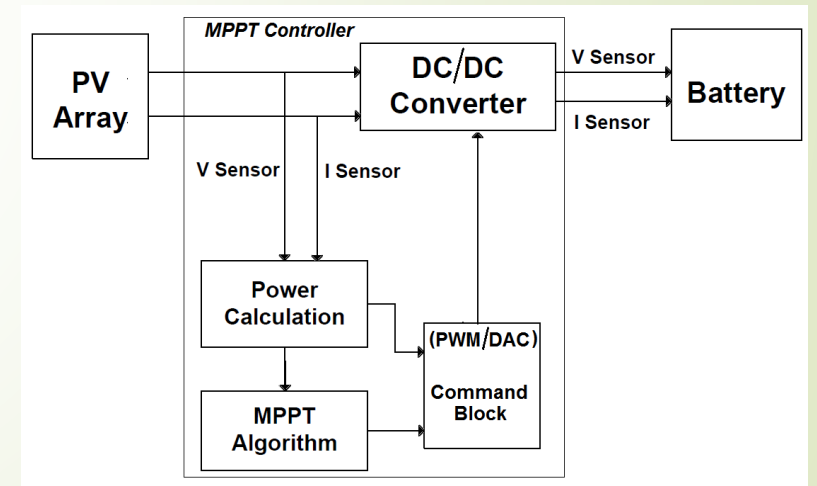 MPPT Controller
PV
Array
DC/DC
Converter
V Sensor
I Sensor
Battery
V Sensor
I Sensor
Power
Calculation
(PWM/DAC)
Command
Block
MPPT
Algorithm